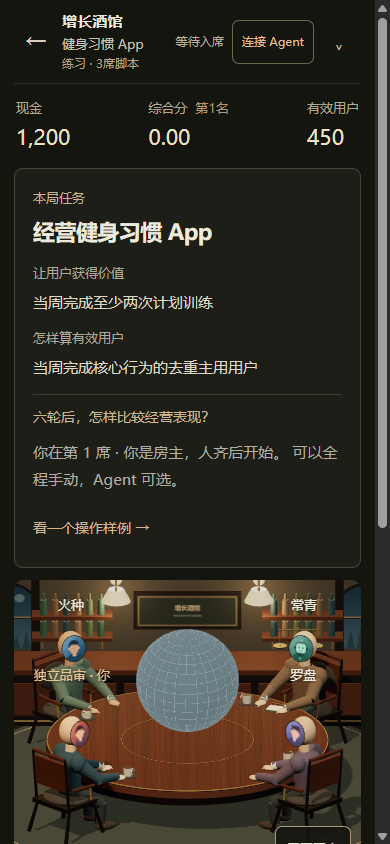 增长酒馆
健身习惯 App
练习 · 3席脚本
等待入席
连接 Agent
现金
综合分 第1名
有效用户
1,200
0.00
450
本局任务
经营健身习惯 App
让用户获得价值
当周完成至少两次计划训练
怎样算有效用户
当周完成核心行为的去重主用用户
六轮后，怎样比较经营表现？
你在第 1 席 · 你是房主，人齐后开始。 可以全
程手动，Agent 可选。
看一个操作样例 →
增长酒馆
火种
常青
独立品审 · 你
罗盘